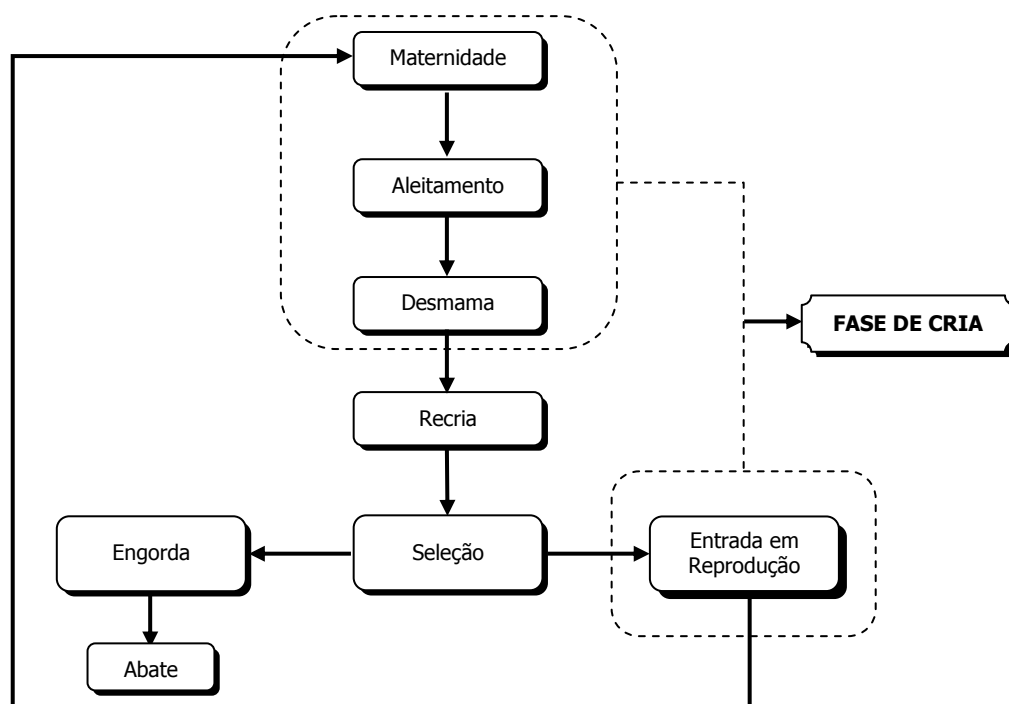 Maternidade
Aleitamento
Desmama
FASE DE CRIA
Recria
Engorda
Seleção
Entrada em
Reprodução
Abate